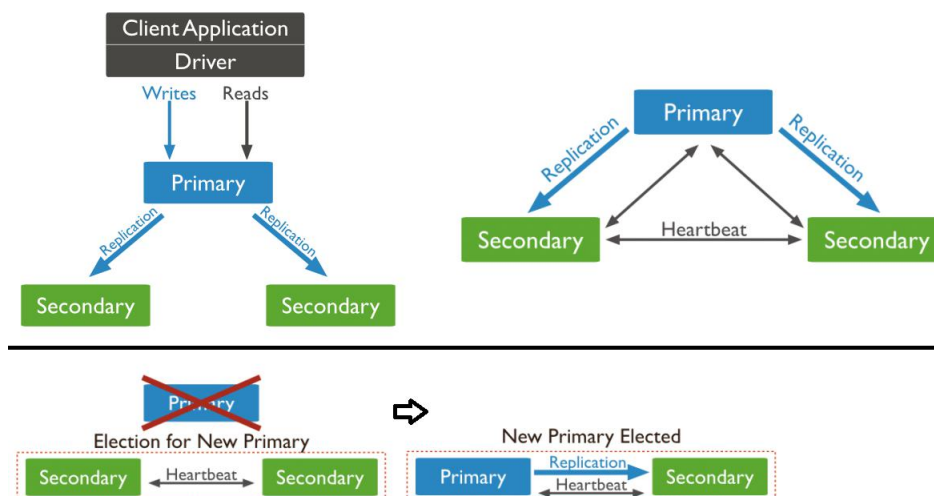 Client Application
Driver
Writes
Reads
Primary
Replication
Replication
Secondary
Secondary
Primary
Replication
Replication
Secondary
Heartbeat
Secondary
Primary
Election for New Primary
Secondary
Heartbeat
Secondary
New Primary Elected
Primary
Replication
Heartbeat
Secondary